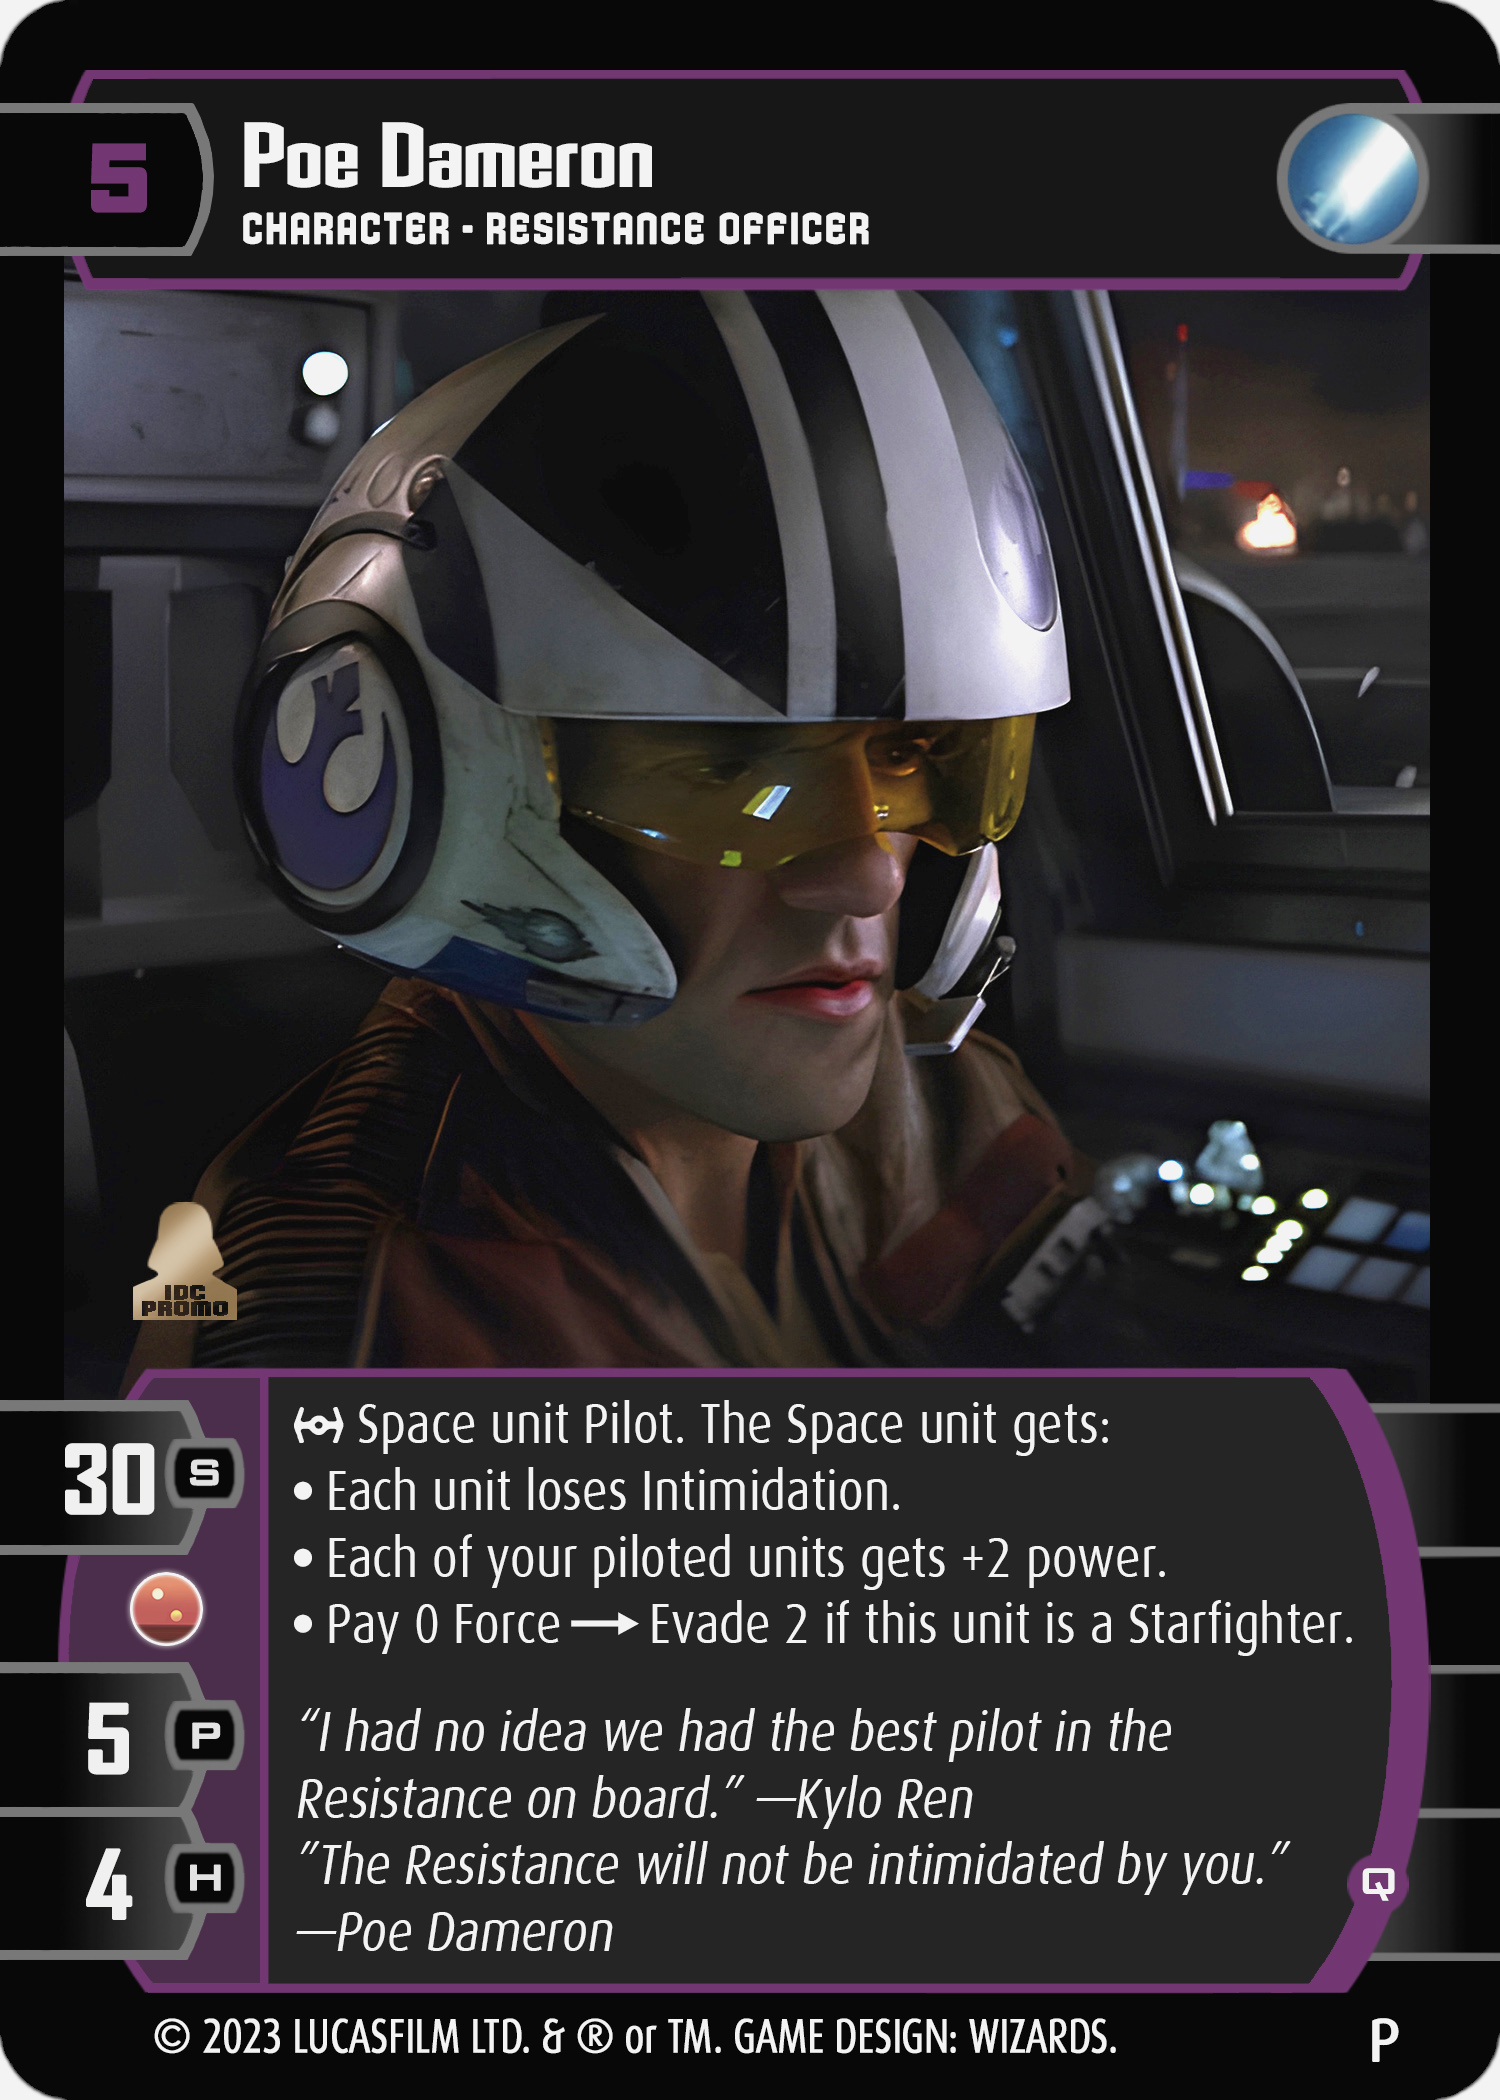 5
Poe Dameron
CHARACTER - RESISTANCE OFFICER
IDC
PROMO
30 S
Space unit Pilot. The Space unit gets:
• Each unit loses Intimidation.
• Each of your piloted units gets +2 power.
• Pay 0 Force → Evade 2 if this unit is a Starfighter.
5 P
4 H
“I had no idea we had the best pilot in the
Resistance on board.” —Kylo Ren
”The Resistance will not be intimidated by you.”
—Poe Dameron
Q
© 2023 LUCASFILM LTD. & ® or TM. GAME DESIGN: WIZARDS.
P